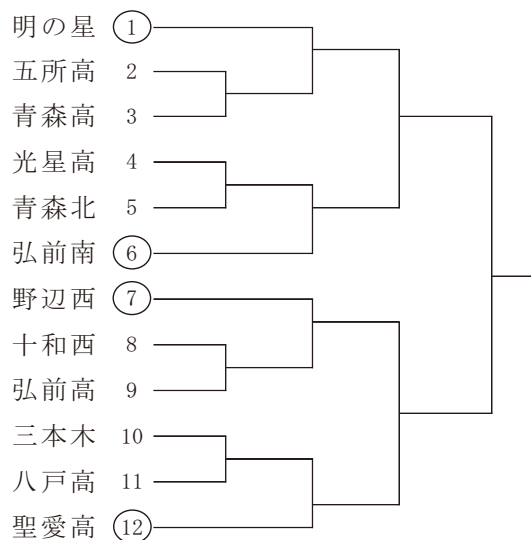 明の星 1
五所高 2
青森高 3
光星高 4
青森北 5
弘前南 6
野辺西 7
十和西 8
弘前高 9
三本木 10
八戸高 11
聖愛高 12